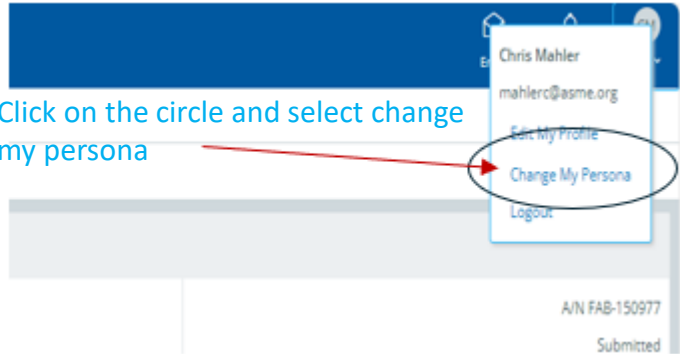 Chris Mahler
mahlerc@asme.org
Click on the circle and select change
my persona
Edit My Profile
Change My Persona
Logout
A/N FAB-150977
Submitted